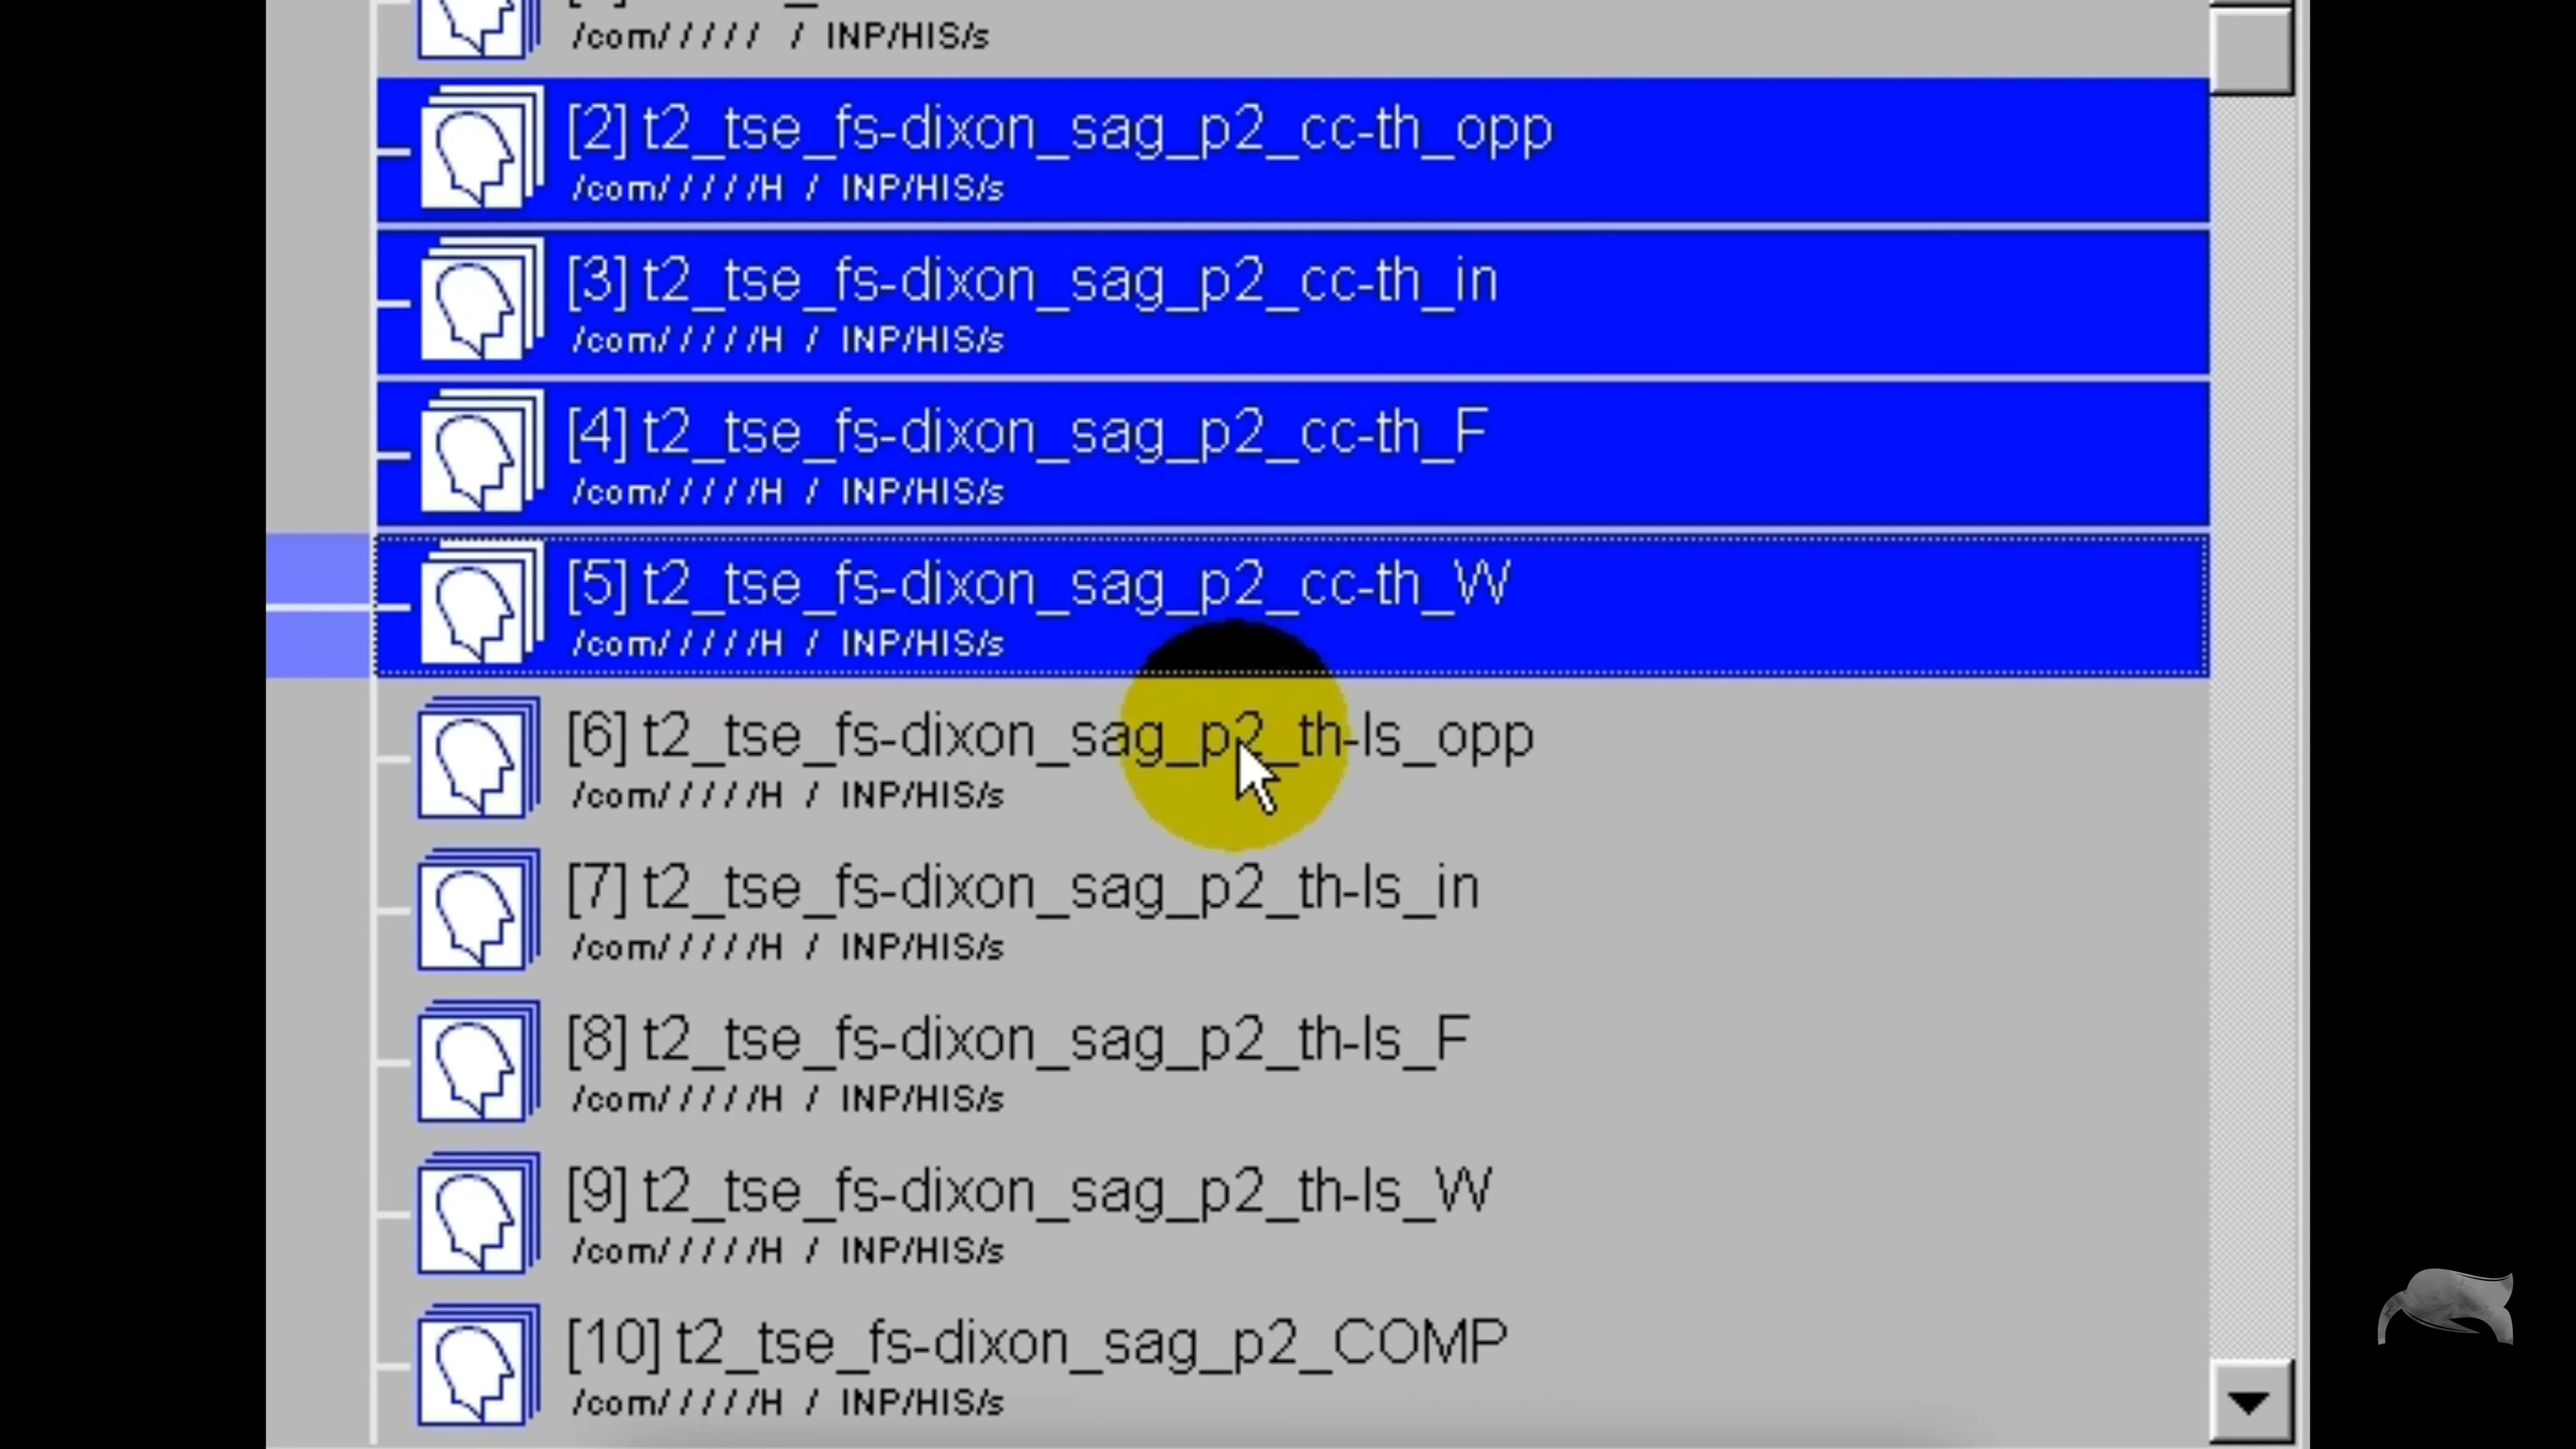 /com///// / INP/HIS/s
[2] t2_tse_fs-dixon_sag_p2_cc-th_opp
/com/////H / INP/HIS/s
[3] t2_tse_fs-dixon_sag_p2_cc-th_in
/com/////H / INP/HIS/s
[4] t2_tse_fs-dixon_sag_p2_cc-th_F
/com/////H / INP/HIS/s
[5] t2_tse_fs-dixon_sag_p2_cc-th_W
/com/////H / INP/HIS/s
[6] t2_tse_fs-dixon_sag_p2_th-ls_opp
/com/////H / INP/HIS/s
[7] t2_tse_fs-dixon_sag_p2_th-ls_in
/com/////H / INP/HIS/s
[8] t2_tse_fs-dixon_sag_p2_th-ls_F
/com/////H / INP/HIS/s
[9] t2_tse_fs-dixon_sag_p2_th-ls_W
/com/////H / INP/HIS/s
[10] t2_tse_fs-dixon_sag_p2_COMP
/com/////H / INP/HIS/s